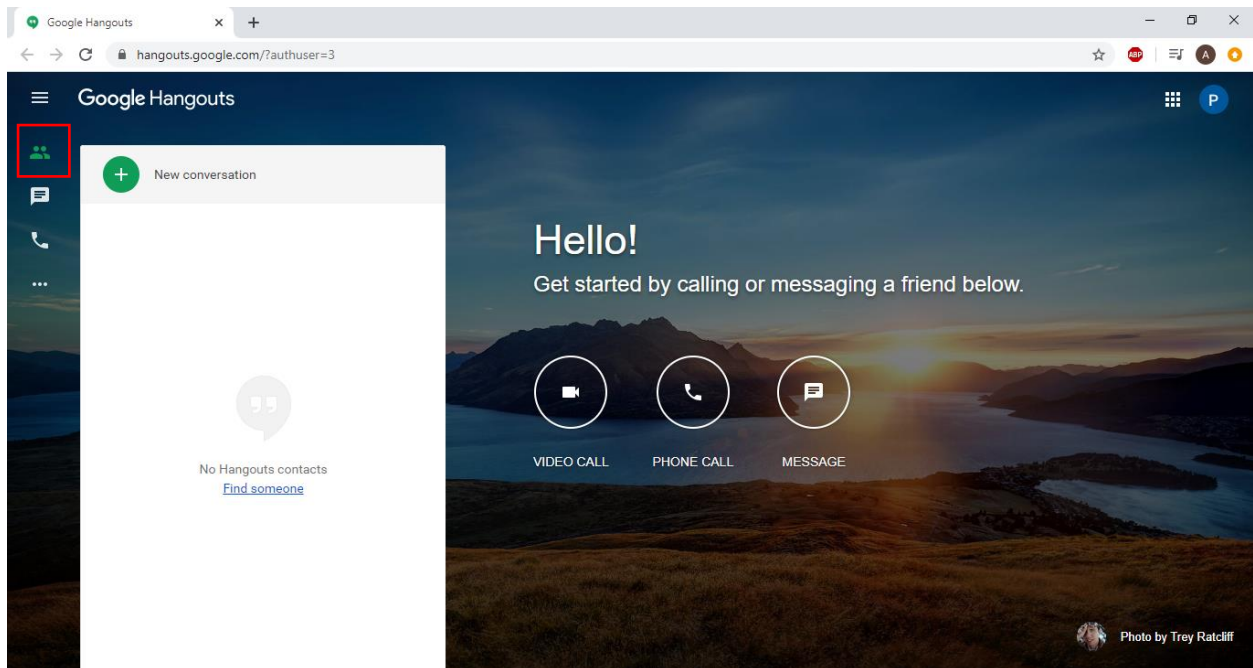 Google Hangouts
hangouts.google.com/?authuser=3
ABP
A
Google Hangouts
P
New conversation
Hello!
Get started by calling or messaging a friend below.
VIDEO CALL PHONE CALL MESSAGE
No Hangouts contacts
Find someone
Photo by Trey Ratcliff